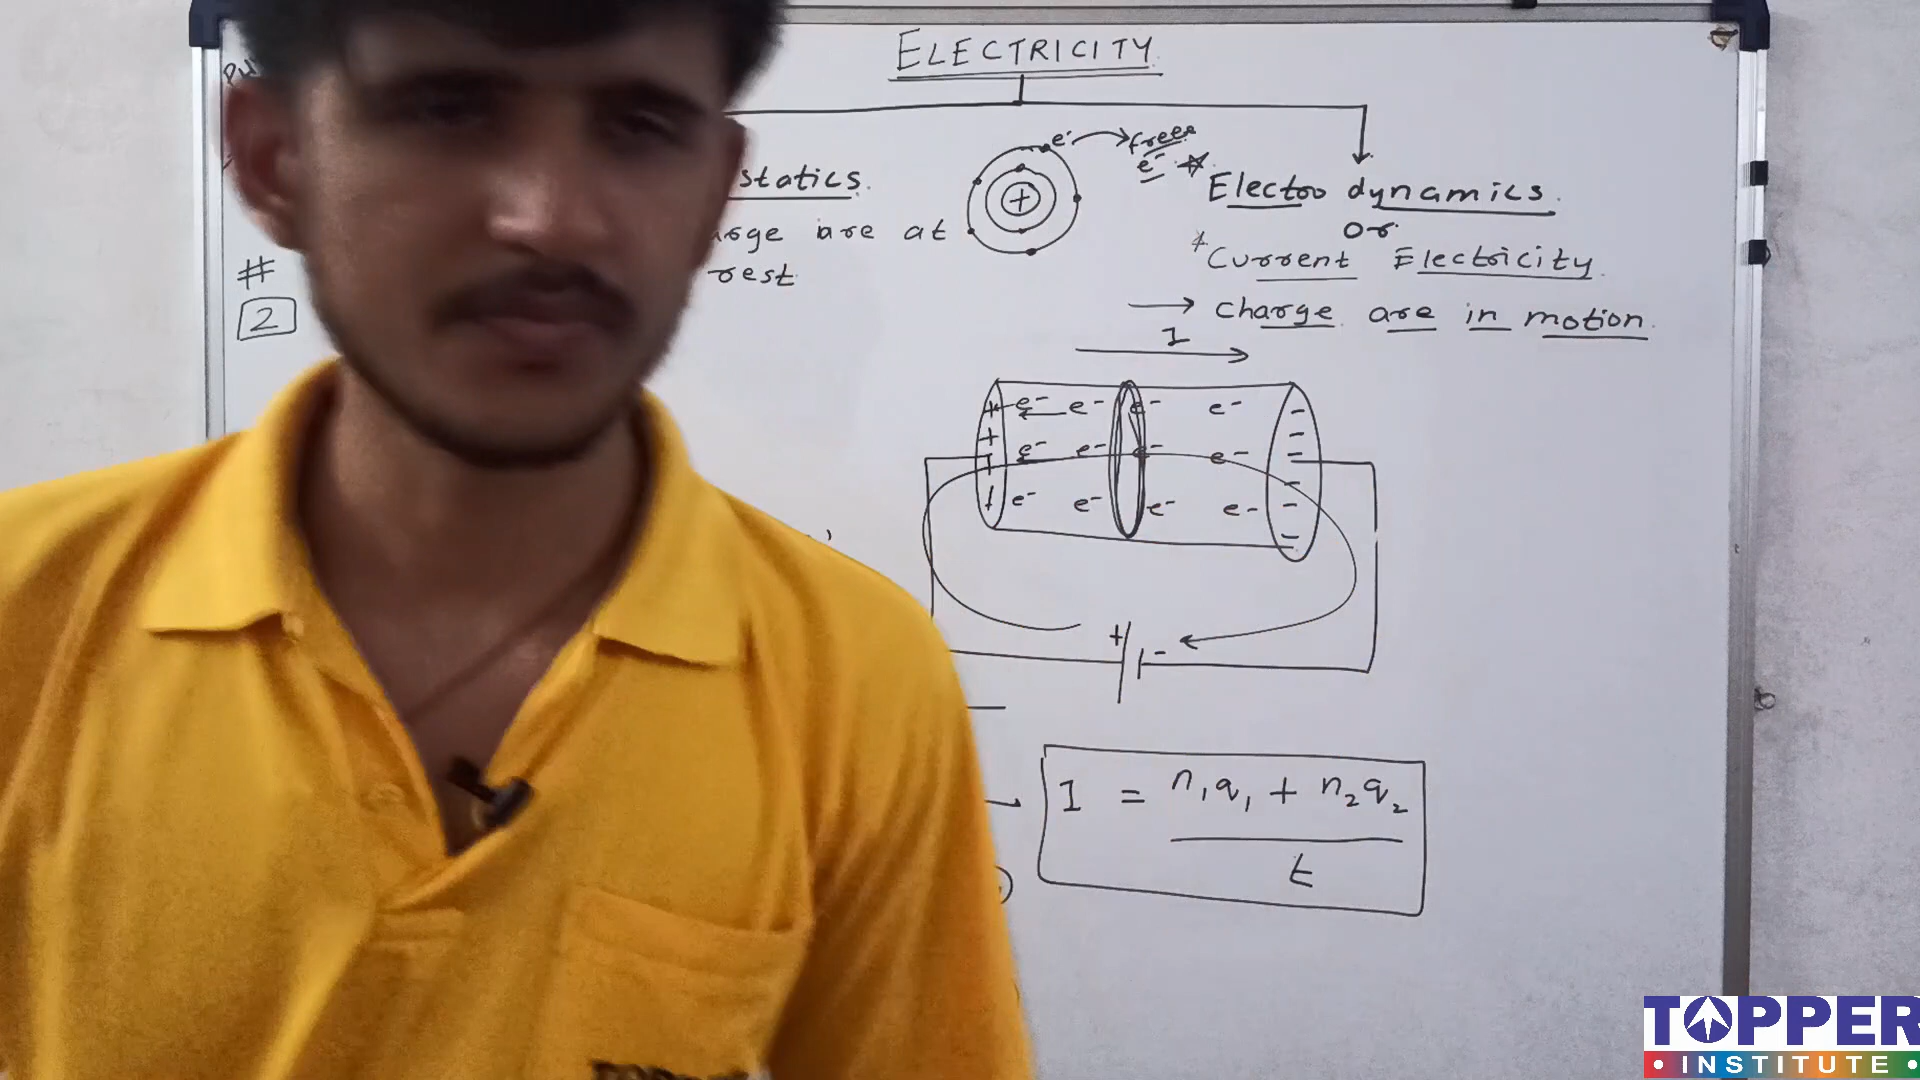 ELECTRICITY
e⁻ → free
e⁻
statics.
Electro dynamics.
or
are at
rest
Current Electricity.
→ charge are in motion.
#
2
I
+ e⁻ e⁻ e⁻ e⁻ -
+ e⁻ e⁻ e⁻ e⁻ -
+ e⁻ e⁻ e⁻ e⁻ -
+ -
I = n₁q₁ + n₂q₂
t
TOPPER
INSTITUTE